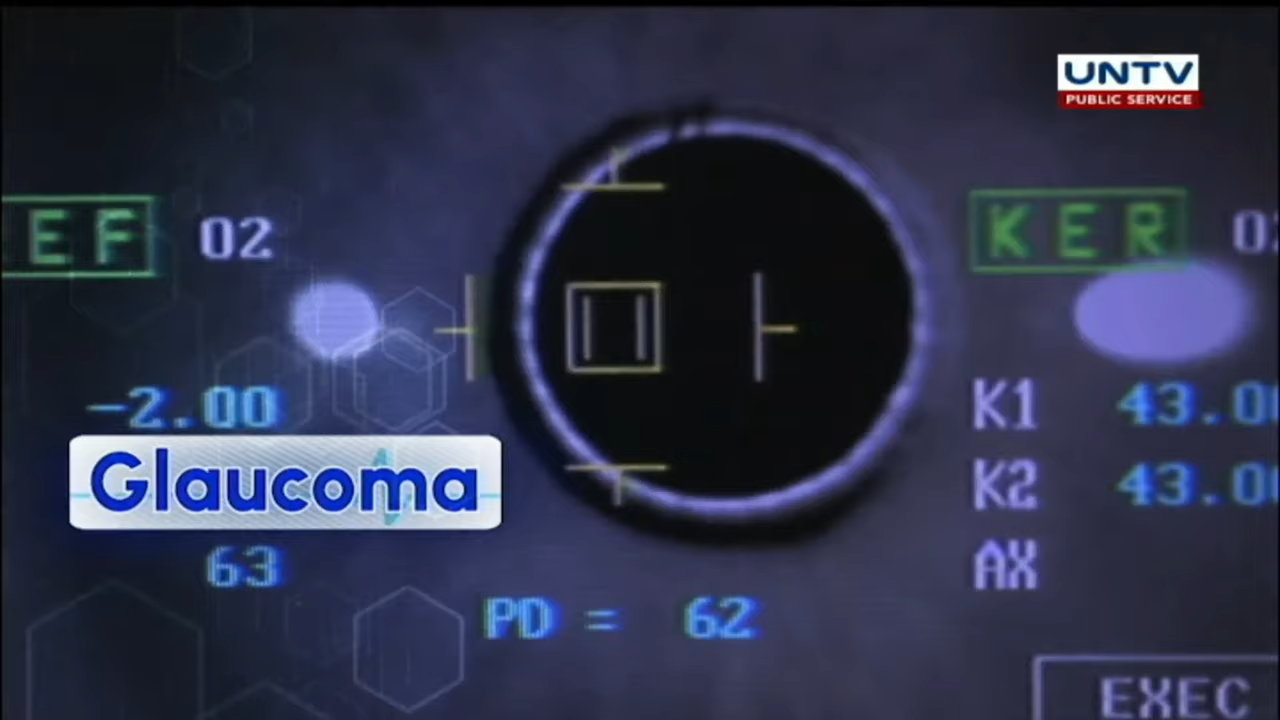 UNTV
PUBLIC SERVICE
EF 02
KER
-2.00
K1 43.0
Glaucoma
K2 43.0
63
AX
PD = 62
EXEC